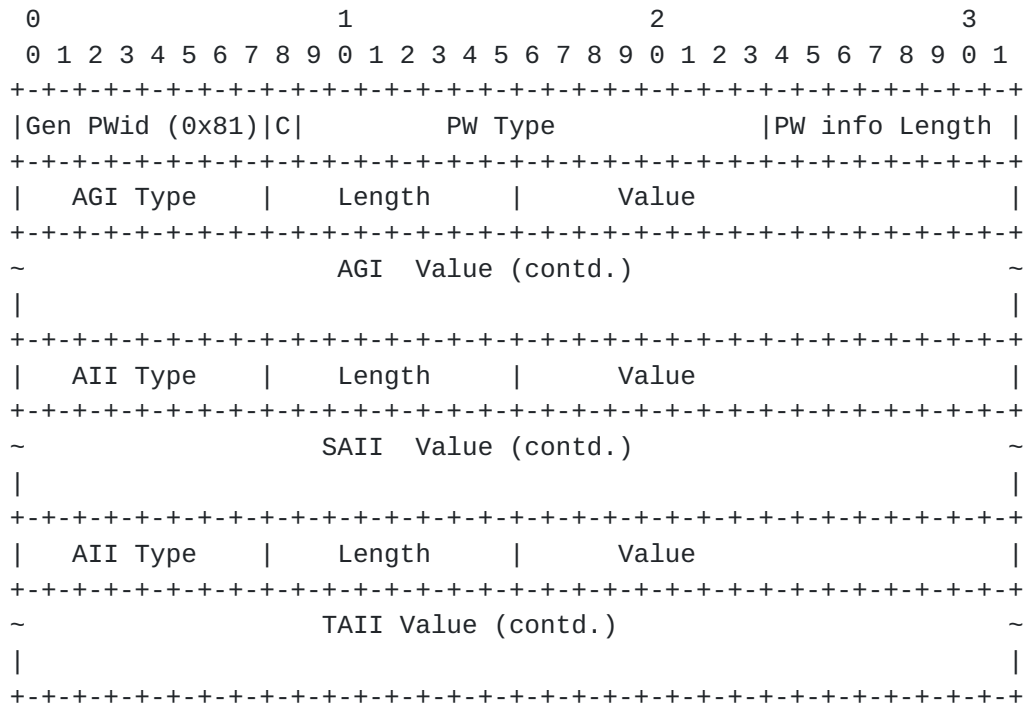 0                   1                   2                   3
 0 1 2 3 4 5 6 7 8 9 0 1 2 3 4 5 6 7 8 9 0 1 2 3 4 5 6 7 8 9 0 1
+-+-+-+-+-+-+-+-+-+-+-+-+-+-+-+-+-+-+-+-+-+-+-+-+-+-+-+-+-+-+-+-+
|Gen PWid (0x81)|C|         PW Type             |PW info Length |
+-+-+-+-+-+-+-+-+-+-+-+-+-+-+-+-+-+-+-+-+-+-+-+-+-+-+-+-+-+-+-+-+
|   AGI Type    |    Length     |      Value                    |
+-+-+-+-+-+-+-+-+-+-+-+-+-+-+-+-+-+-+-+-+-+-+-+-+-+-+-+-+-+-+-+-+
~                    AGI  Value (contd.)                        ~
|                                                               |
+-+-+-+-+-+-+-+-+-+-+-+-+-+-+-+-+-+-+-+-+-+-+-+-+-+-+-+-+-+-+-+-+
|   AII Type    |    Length     |      Value                    |
+-+-+-+-+-+-+-+-+-+-+-+-+-+-+-+-+-+-+-+-+-+-+-+-+-+-+-+-+-+-+-+-+
~                   SAII  Value (contd.)                        ~
|                                                               |
+-+-+-+-+-+-+-+-+-+-+-+-+-+-+-+-+-+-+-+-+-+-+-+-+-+-+-+-+-+-+-+-+
|   AII Type    |    Length     |      Value                    |
+-+-+-+-+-+-+-+-+-+-+-+-+-+-+-+-+-+-+-+-+-+-+-+-+-+-+-+-+-+-+-+-+
~                   TAII Value (contd.)                         ~
|                                                               |
+-+-+-+-+-+-+-+-+-+-+-+-+-+-+-+-+-+-+-+-+-+-+-+-+-+-+-+-+-+-+-+-+